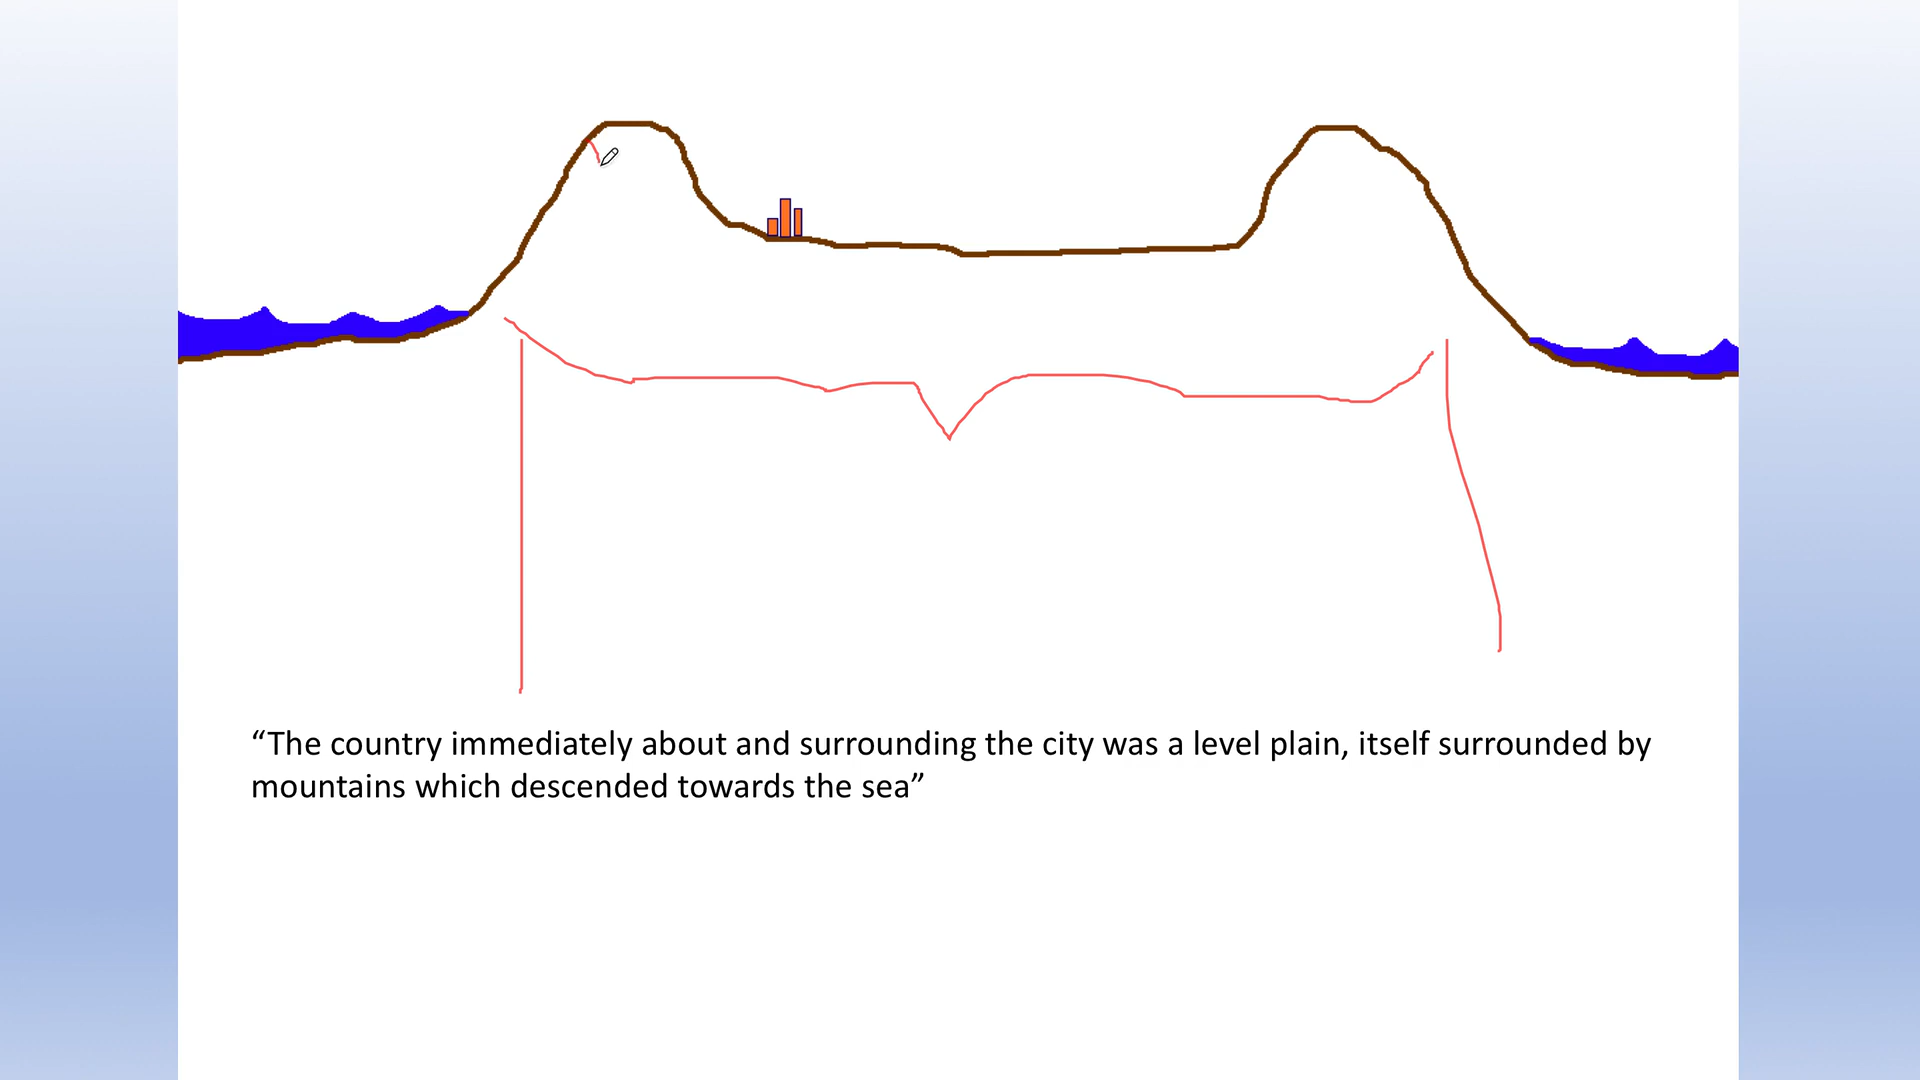 “The country immediately about and surrounding the city was a level plain, itself surrounded by
mountains which descended towards the sea”